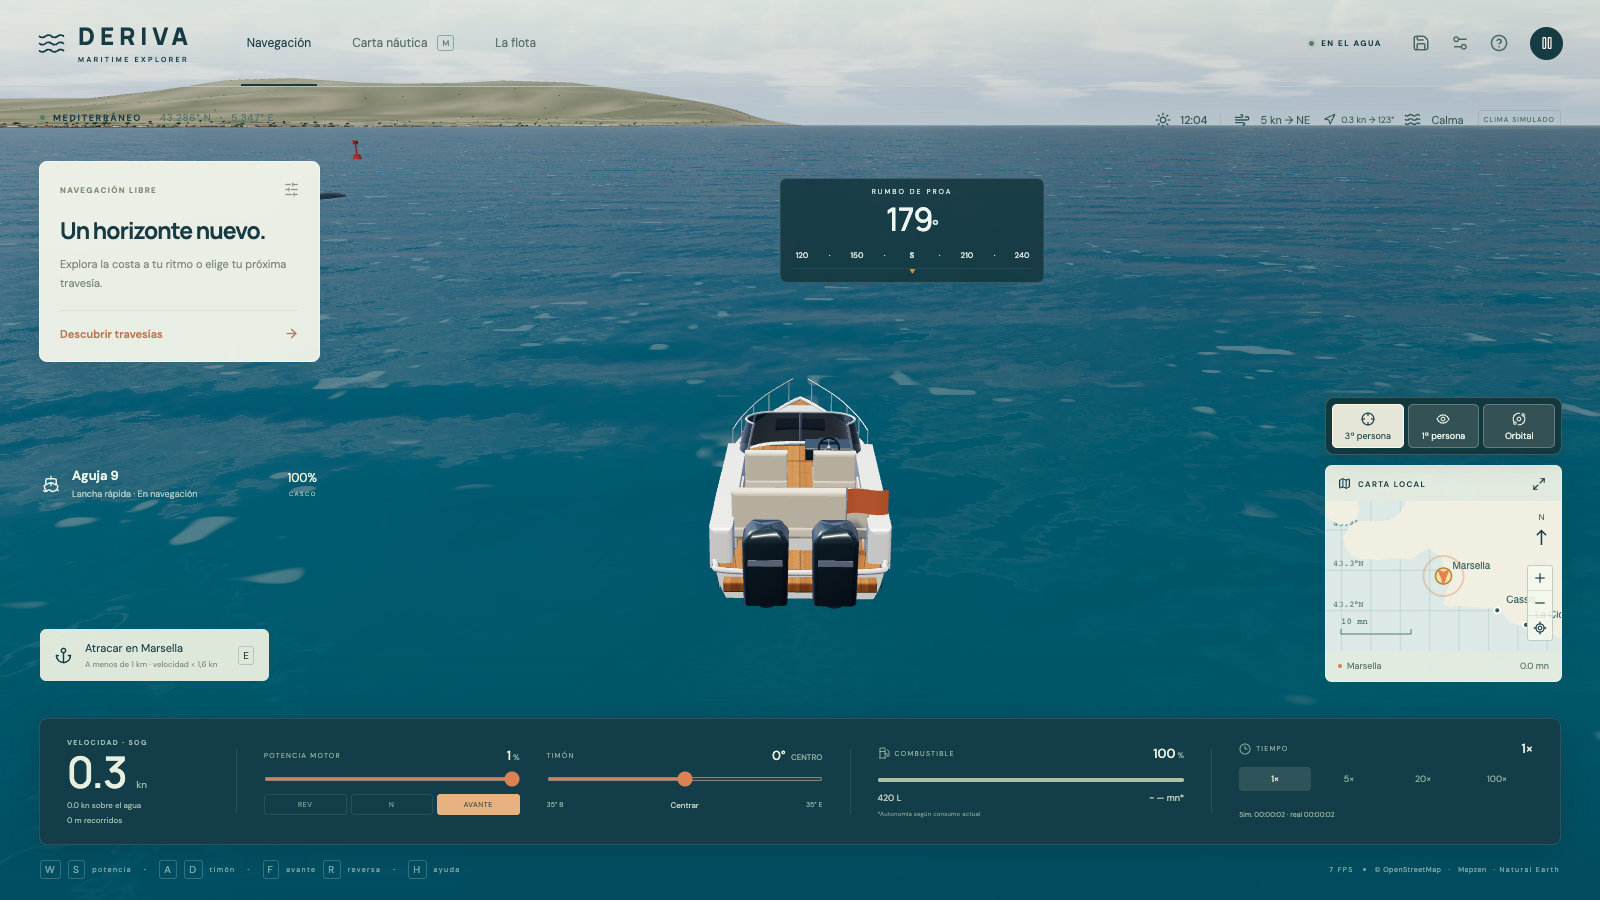 DERIVA
MARITIME EXPLORER
Navegación
Carta náutica M
La flota
EN EL AGUA
MEDITERRÁNEO 43.286° N · 5.347° E
12:04
5 kn → NE
0.3 kn → 123°
Calma
CLIMA SIMULADO
NAVEGACIÓN LIBRE
Un horizonte nuevo.
Explora la costa a tu ritmo o elige tu próxima
travesía.
Descubrir travesías →
RUMBO DE PROA
179°
120 · 150 · S · 210 · 240
3ª persona
1ª persona
Orbital
Aguja 9
Lancha rápida · En navegación
100%
CASCO
CARTA LOCAL
N
43.3°N
Marsella
43.2°N
10 mn
+
−
Marsella 0.0 mn
Atracar en Marsella
A menos de 1 km · velocidad < 1,6 kn
E
VELOCIDAD · SOG
0.3 kn
0.0 kn sobre el agua
0 m recorridos
POTENCIA MOTOR 1 %
REV N AVANTE
TIMÓN 0° CENTRO
35° B Centrar 35° E
COMBUSTIBLE 100 %
420 L ~ — mn*
*Autonomía según consumo actual
TIEMPO 1×
1× 5× 20× 100×
Sim. 00:00:02 · real 00:00:02
W S potencia · A D timón · F avante R reversa · H ayuda
7 FPS • © OpenStreetMap · Mapzen · Natural Earth